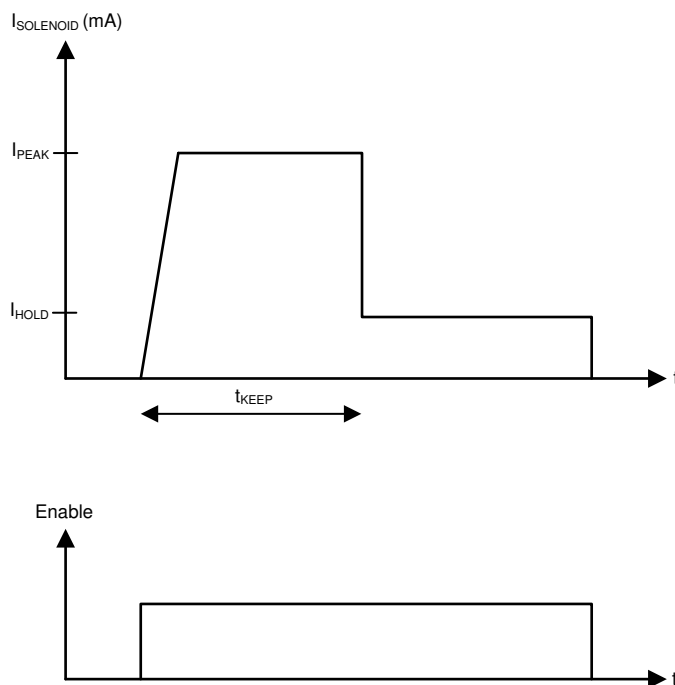 ISOLENOID (mA)
IPEAK
IHOLD
t
tKEEP
Enable
t